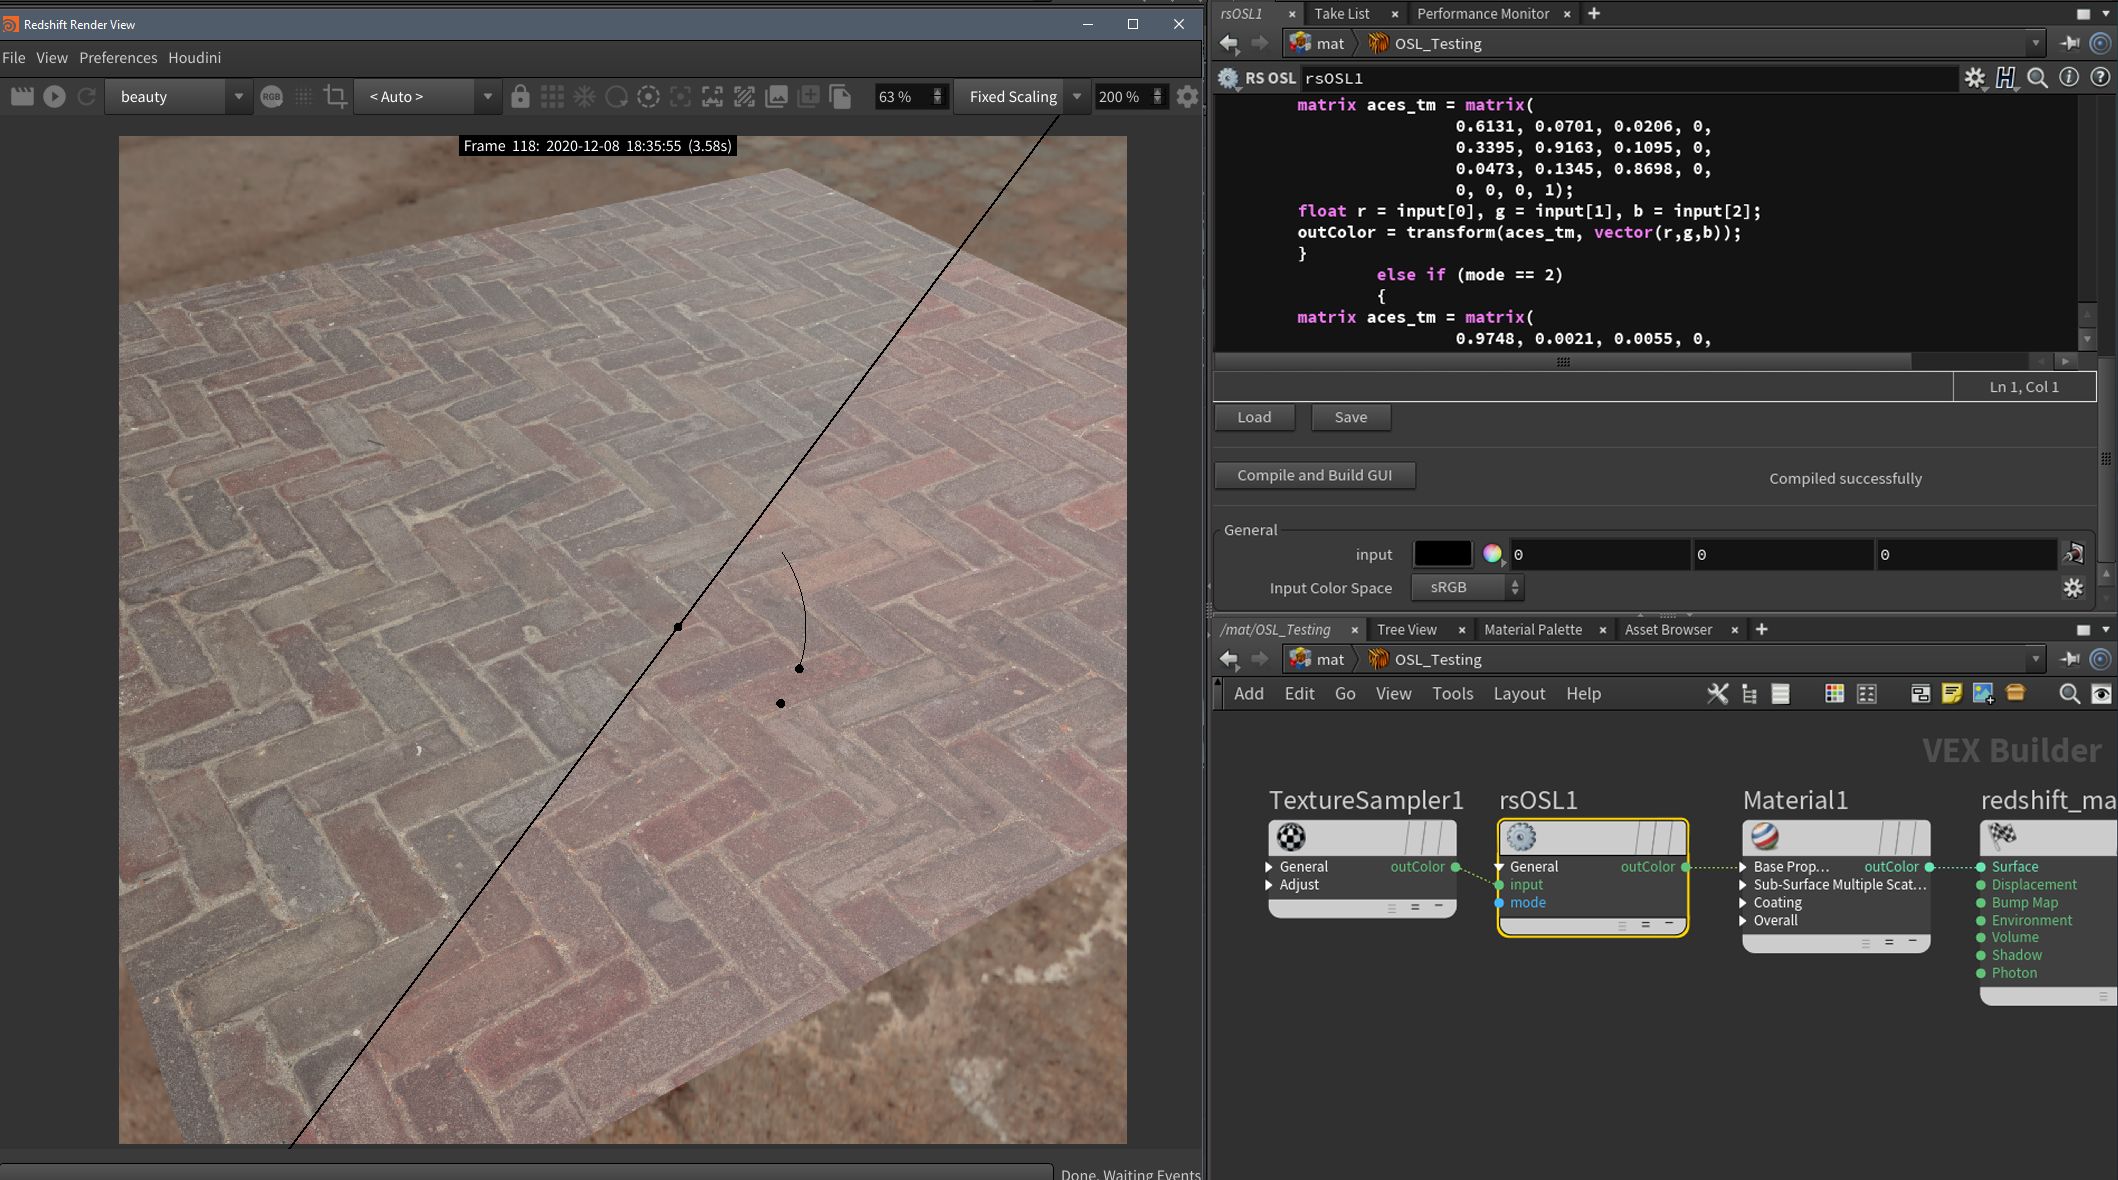 Redshift Render View
File View Preferences Houdini
beauty
RGB
< Auto >
63 %
Fixed Scaling
200 %
Frame 118: 2020-12-08 18:35:55 (3.58s)
Done. Waiting Events
rsOSL1 Take List Performance Monitor
mat OSL_Testing
RS OSL rsOSL1
matrix aces_tm = matrix(
0.6131, 0.0701, 0.0206, 0,
0.3395, 0.9163, 0.1095, 0,
0.0473, 0.1345, 0.8698, 0,
0, 0, 0, 1);
float r = input[0], g = input[1], b = input[2];
outColor = transform(aces_tm, vector(r,g,b));
}
else if (mode == 2)
{
matrix aces_tm = matrix(
0.9748, 0.0021, 0.0055, 0,
Ln 1, Col 1
Load Save
Compile and Build GUI Compiled successfully
General
input 0 0 0
Input Color Space sRGB
/mat/OSL_Testing Tree View Material Palette Asset Browser
mat OSL_Testing
Add Edit Go View Tools Layout Help
VEX Builder
TextureSampler1
General outColor
Adjust
rsOSL1
General outColor
input
mode
Material1
Base Prop... outColor
Sub-Surface Multiple Scat...
Coating
Overall
redshift_ma
Surface
Displacement
Bump Map
Environment
Volume
Shadow
Photon